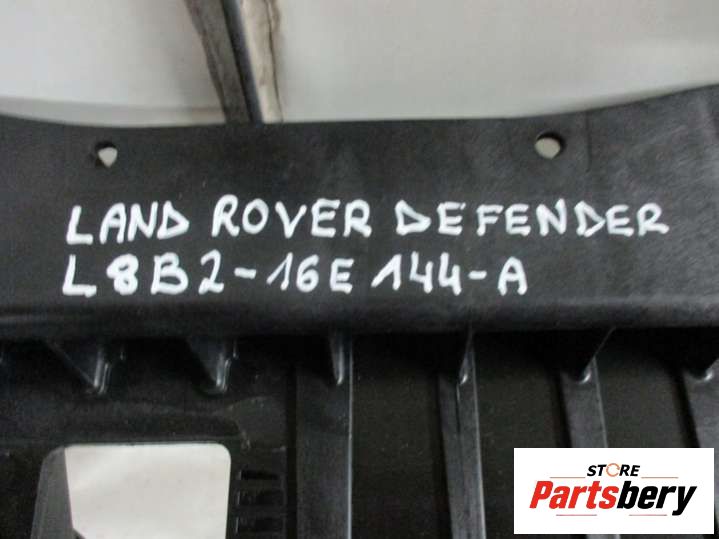 LAND ROVER DEFENDER
L8B2-16E144-A
STORE
Partsbery